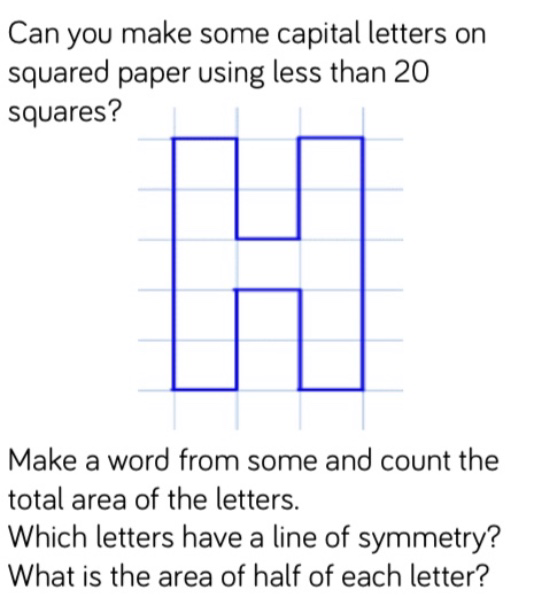 Can you make some capital letters on
squared paper using less than 20
squares?
Make a word from some and count the
total area of the letters.
Which letters have a line of symmetry?
What is the area of half of each letter?